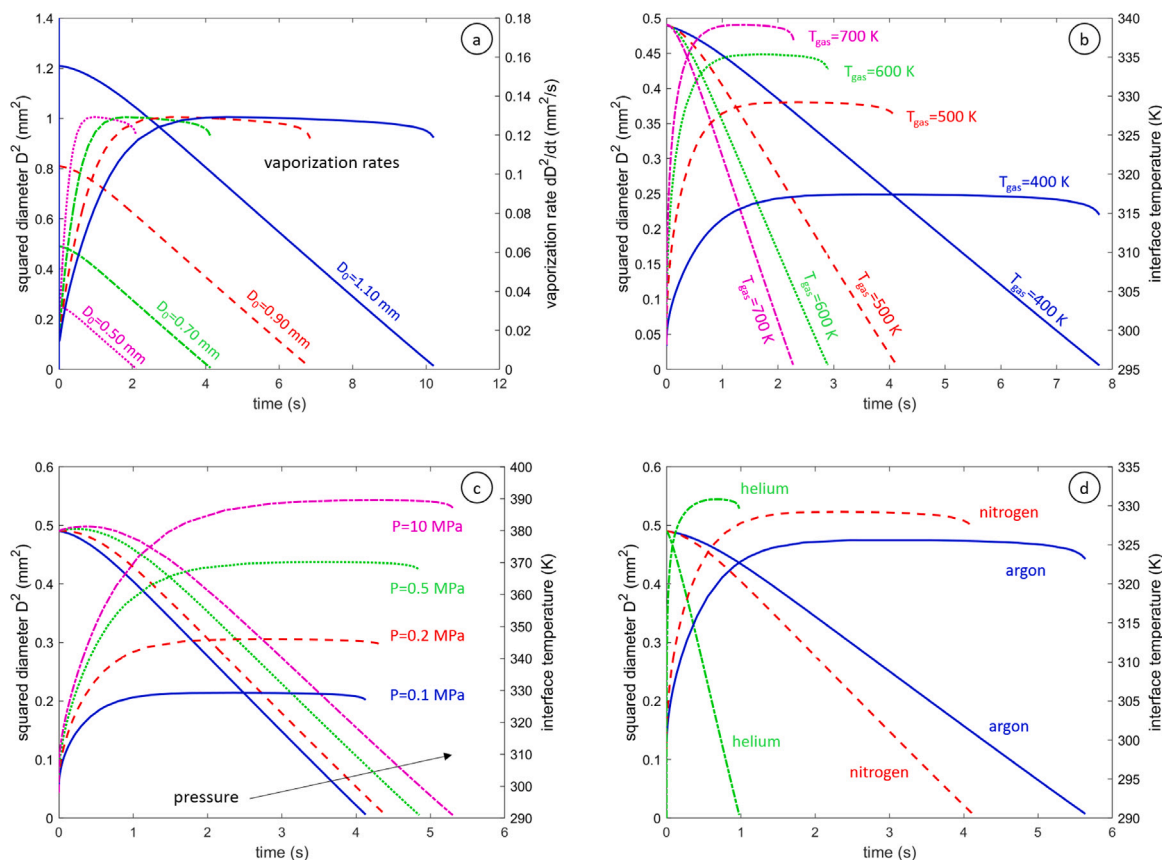 a
squared diameter D² (mm²)
1.4
1.2
1
0.8
0.6
0.4
0.2
0
0.18
0.16
0.14
0.12
0.1
0.08
0.06
0.04
0.02
0
vaporization rate dD²/dt (mm²/s)
vaporization rates
D₀=1.10 mm
D₀=0.90 mm
D₀=0.70 mm
D₀=0.50 mm
0 2 4 6 8 10 12
time (s)
b
squared diameter D² (mm²)
0.5
0.45
0.4
0.35
0.3
0.25
0.2
0.15
0.1
0.05
0
340
335
330
325
320
315
310
305
300
295
interface temperature (K)
T_gas=700 K
T_gas=600 K
T_gas=500 K
T_gas=400 K
T_gas=700 K
T_gas=600 K
T_gas=500 K
T_gas=400 K
0 1 2 3 4 5 6 7 8
time (s)
c
squared diameter D² (mm²)
0.6
0.5
0.4
0.3
0.2
0.1
0
400
390
380
370
360
350
340
330
320
310
300
290
interface temperature (K)
P=10 MPa
P=0.5 MPa
P=0.2 MPa
P=0.1 MPa
pressure
0 1 2 3 4 5 6
time (s)
d
squared diameter D² (mm²)
0.6
0.5
0.4
0.3
0.2
0.1
0
335
330
325
320
315
310
305
300
295
290
interface temperature (K)
helium
nitrogen
argon
argon
helium
nitrogen
0 1 2 3 4 5 6
time (s)